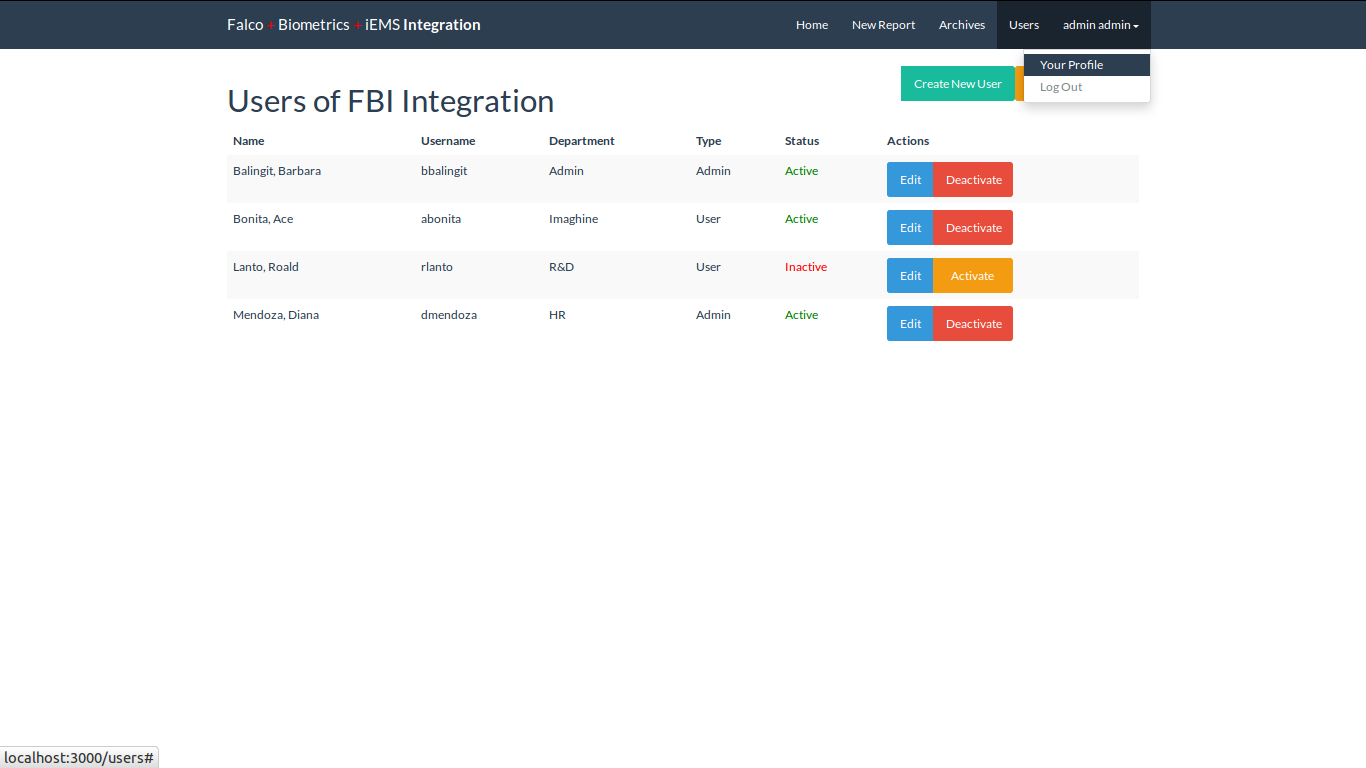 Falco + Biometrics + iEMS Integration Home New Report Archives Users admin admin
Your Profile
Log Out
Create New User
Users of FBI Integration
Name Username Department Type Status Actions
Balingit, Barbara bbalingit Admin Admin Active Edit Deactivate
Bonita, Ace abonita Imaghine User Active Edit Deactivate
Lanto, Roald rlanto R&D User Inactive Edit Activate
Mendoza, Diana dmendoza HR Admin Active Edit Deactivate
localhost:3000/users#